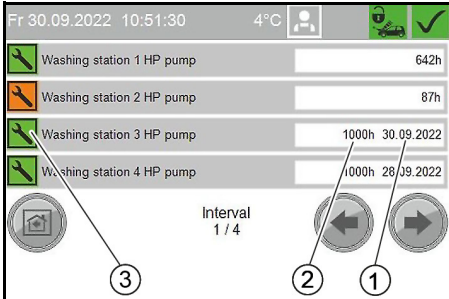 Fr 30.09.2022 10:51:30 4°C
Washing station 1 HP pump 642h
Washing station 2 HP pump 87h
Washing station 3 HP pump 1000h 30.09.2022
Washing station 4 HP pump 1000h 28.09.2022
Interval
1 / 4
3 2 1